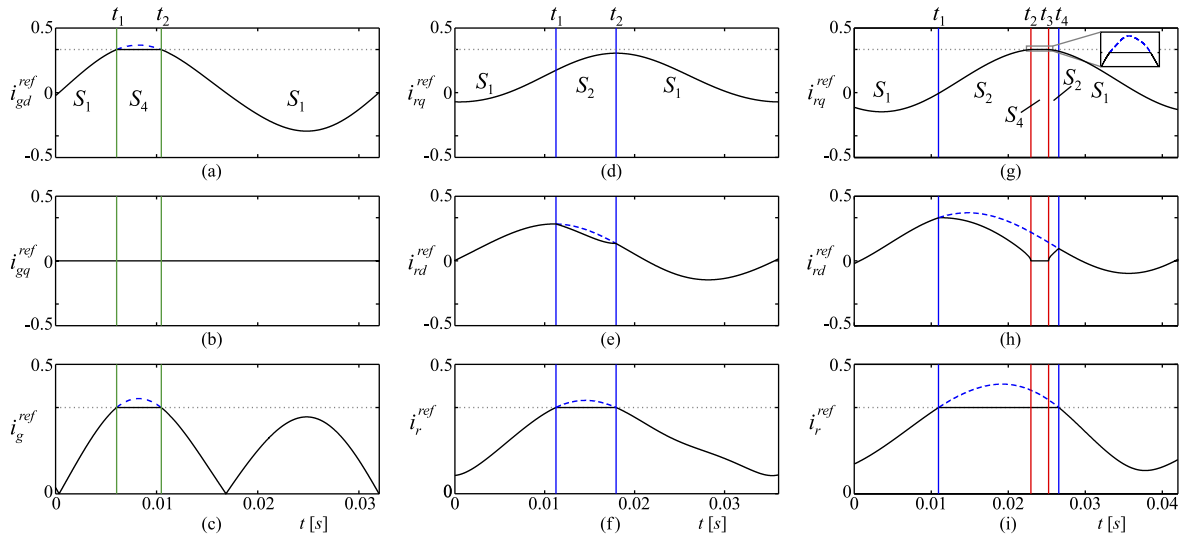 t1 t2
0.5
0
-0.5
i_gd^ref
S1 S4 S1
(a)
t1 t2
0.5
0
-0.5
i_rq^ref
S1 S2 S1
(d)
t1 t2 t3 t4
0.5
0
-0.5
i_rq^ref
S1 S2 S4 S2 S1
(g)
0.5
0
-0.5
i_gq^ref
(b)
0.5
0
-0.5
i_rd^ref
(e)
0.5
0
-0.5
i_rd^ref
(h)
0.5
0
i_g^ref
0 0.01 0.02 0.03
(c) t [s]
0.5
0
i_r^ref
0 0.01 0.02 0.03
(f) t [s]
0.5
0
i_r^ref
0 0.01 0.02 0.03 0.04
(i) t [s]